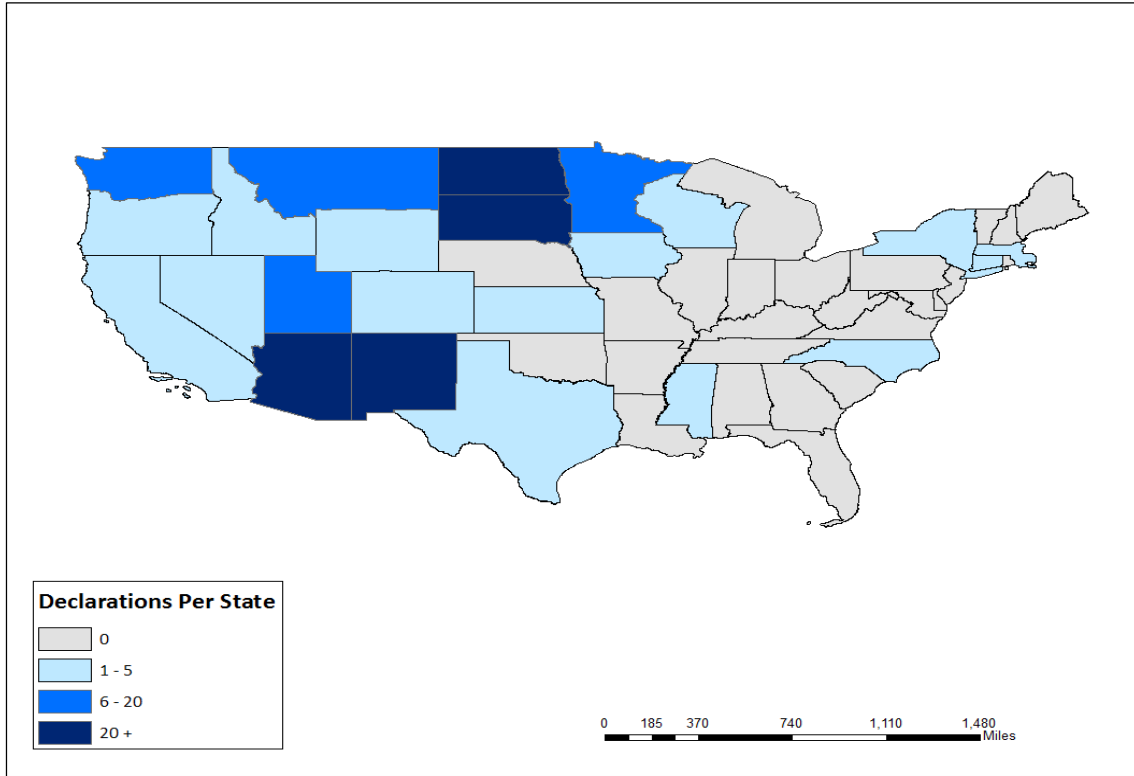 Declarations Per State
0
1 - 5
6 - 20
20 +
0 185 370 740 1,110 1,480
Miles